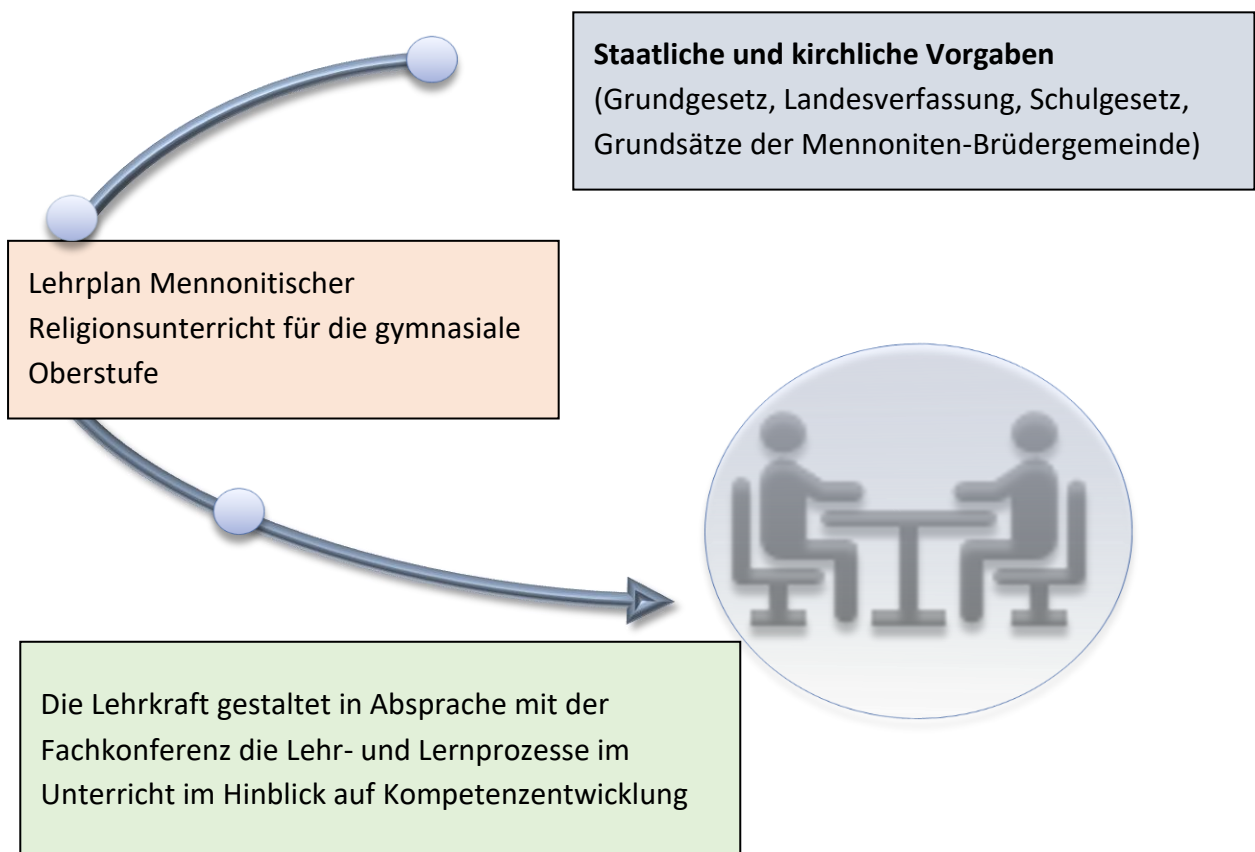 Staatliche und kirchliche Vorgaben
(Grundgesetz, Landesverfassung, Schulgesetz,
Grundsätze der Mennoniten-Brüdergemeinde)
Lehrplan Mennonitischer
Religionsunterricht für die gymnasiale
Oberstufe
Die Lehrkraft gestaltet in Absprache mit der
Fachkonferenz die Lehr- und Lernprozesse im
Unterricht im Hinblick auf Kompetenzentwicklung